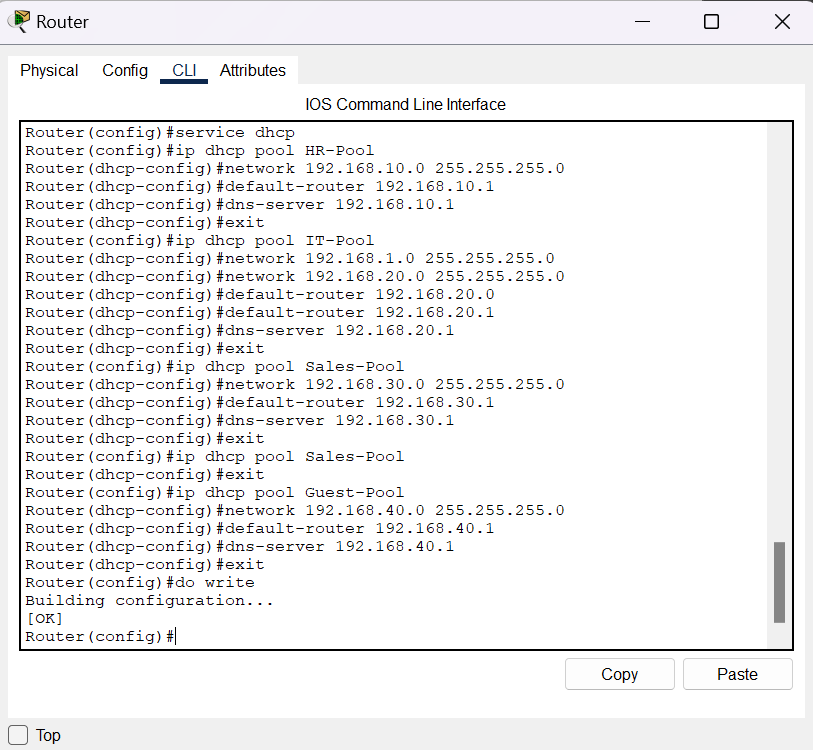 Router
Physical Config CLI Attributes
IOS Command Line Interface
Router(config)#service dhcp
Router(config)#ip dhcp pool HR-Pool
Router(dhcp-config)#network 192.168.10.0 255.255.255.0
Router(dhcp-config)#default-router 192.168.10.1
Router(dhcp-config)#dns-server 192.168.10.1
Router(dhcp-config)#exit
Router(config)#ip dhcp pool IT-Pool
Router(dhcp-config)#network 192.168.1.0 255.255.255.0
Router(dhcp-config)#network 192.168.20.0 255.255.255.0
Router(dhcp-config)#default-router 192.168.20.0
Router(dhcp-config)#default-router 192.168.20.1
Router(dhcp-config)#dns-server 192.168.20.1
Router(dhcp-config)#exit
Router(config)#ip dhcp pool Sales-Pool
Router(dhcp-config)#network 192.168.30.0 255.255.255.0
Router(dhcp-config)#default-router 192.168.30.1
Router(dhcp-config)#dns-server 192.168.30.1
Router(dhcp-config)#exit
Router(config)#ip dhcp pool Sales-Pool
Router(dhcp-config)#exit
Router(config)#ip dhcp pool Guest-Pool
Router(dhcp-config)#network 192.168.40.0 255.255.255.0
Router(dhcp-config)#default-router 192.168.40.1
Router(dhcp-config)#dns-server 192.168.40.1
Router(dhcp-config)#exit
Router(config)#do write
Building configuration...
[OK]
Router(config)#
Copy Paste
Top